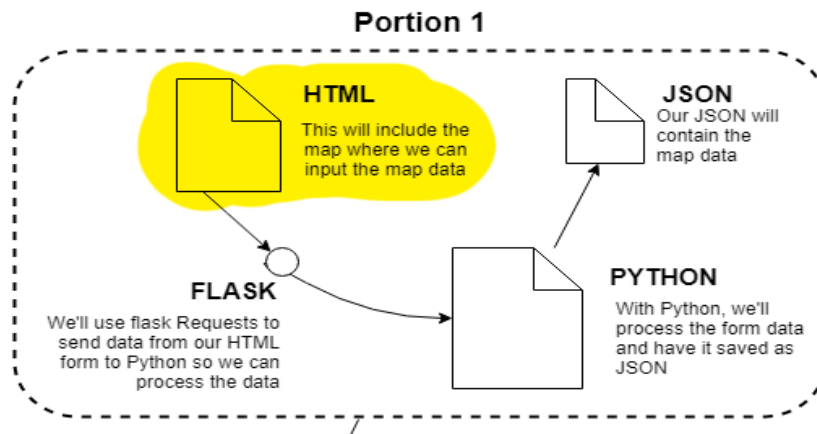 Portion 1
HTML
This will include the
map where we can
input the map data
JSON
Our JSON will
contain the
map data
FLASK
We'll use flask Requests to
send data from our HTML
form to Python so we can
process the data
PYTHON
With Python, we'll
process the form data
and have it saved as
JSON